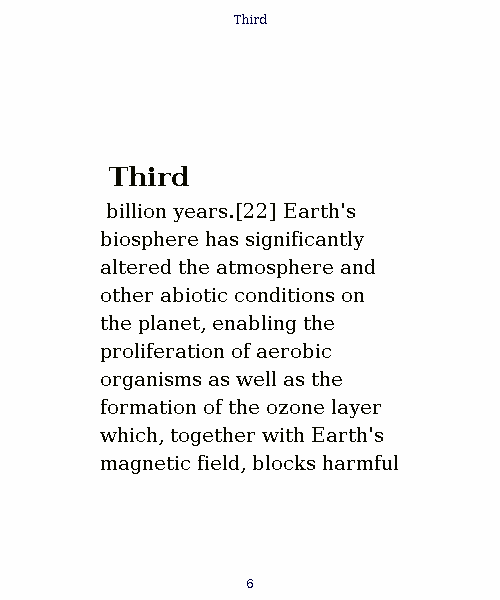 Third
Third
billion years.[22] Earth's
biosphere has significantly
altered the atmosphere and
other abiotic conditions on
the planet, enabling the
proliferation of aerobic
organisms as well as the
formation of the ozone layer
which, together with Earth's
magnetic field, blocks harmful
6